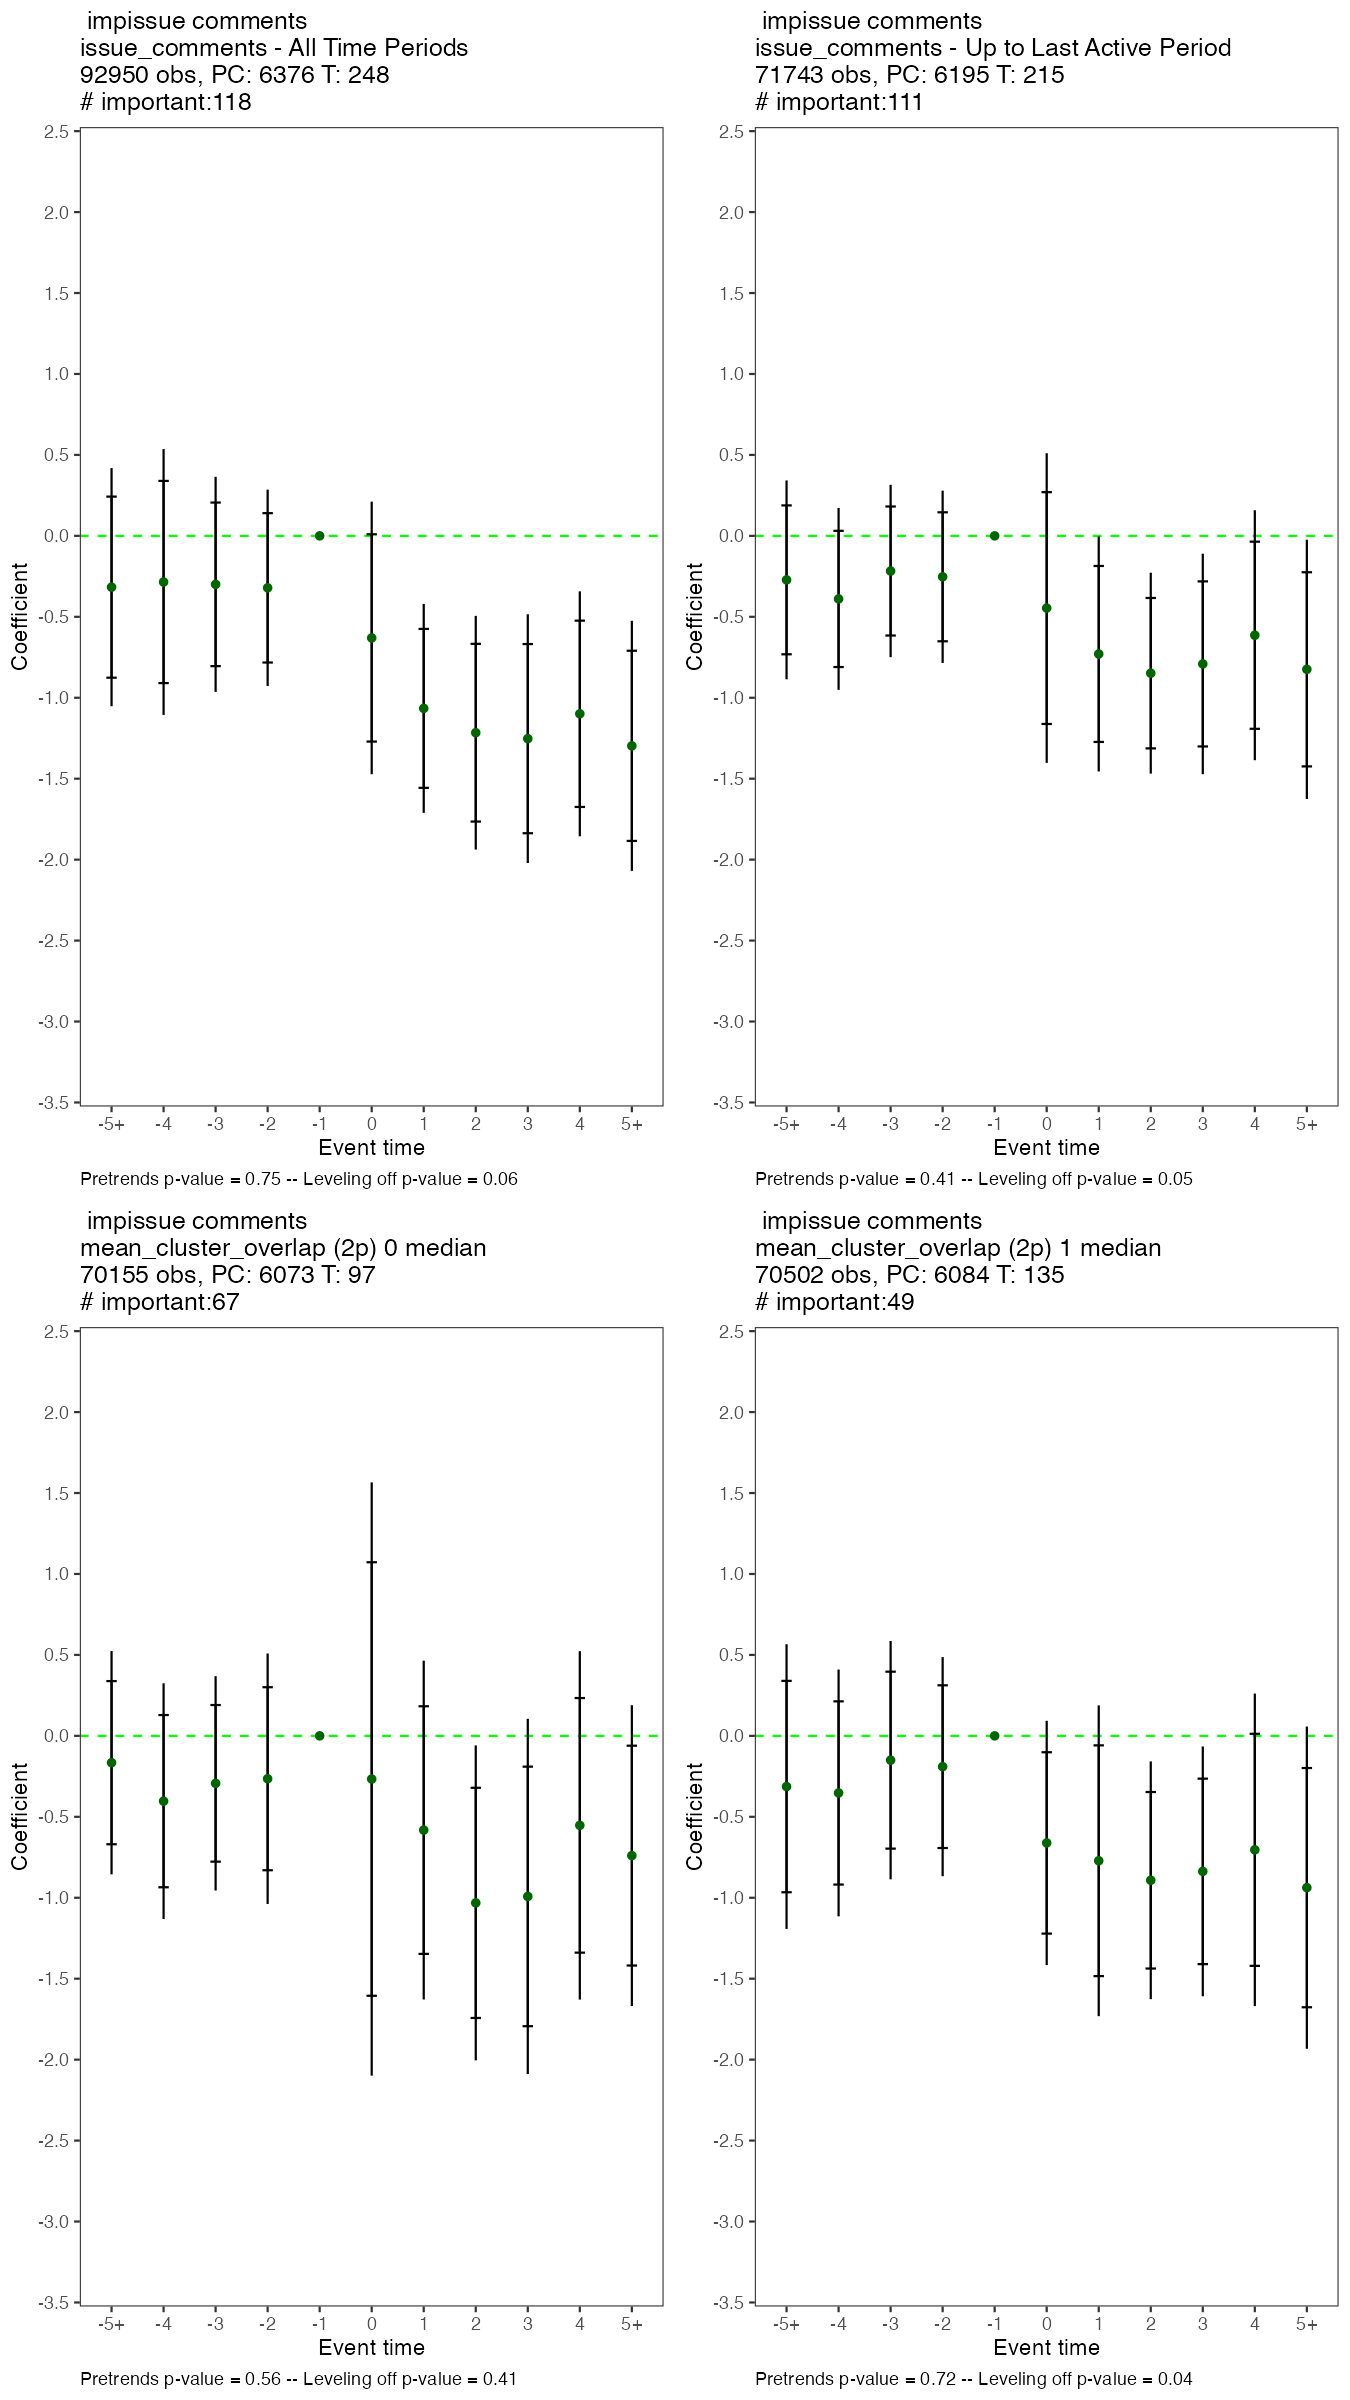 impissue comments
issue_comments - All Time Periods
92950 obs, PC: 6376 T: 248
# important:118
2.5
2.0
1.5
1.0
0.5
0.0
-0.5
-1.0
-1.5
-2.0
-2.5
-3.0
-3.5
Coefficient
-5+ -4 -3 -2 -1 0 1 2 3 4 5+
Event time
Pretrends p-value = 0.75 -- Leveling off p-value = 0.06
impissue comments
issue_comments - Up to Last Active Period
71743 obs, PC: 6195 T: 215
# important:111
2.5
2.0
1.5
1.0
0.5
0.0
-0.5
-1.0
-1.5
-2.0
-2.5
-3.0
-3.5
Coefficient
-5+ -4 -3 -2 -1 0 1 2 3 4 5+
Event time
Pretrends p-value = 0.41 -- Leveling off p-value = 0.05
impissue comments
mean_cluster_overlap (2p) 0 median
70155 obs, PC: 6073 T: 97
# important:67
2.5
2.0
1.5
1.0
0.5
0.0
-0.5
-1.0
-1.5
-2.0
-2.5
-3.0
-3.5
Coefficient
-5+ -4 -3 -2 -1 0 1 2 3 4 5+
Event time
Pretrends p-value = 0.56 -- Leveling off p-value = 0.41
impissue comments
mean_cluster_overlap (2p) 1 median
70502 obs, PC: 6084 T: 135
# important:49
2.5
2.0
1.5
1.0
0.5
0.0
-0.5
-1.0
-1.5
-2.0
-2.5
-3.0
-3.5
Coefficient
-5+ -4 -3 -2 -1 0 1 2 3 4 5+
Event time
Pretrends p-value = 0.72 -- Leveling off p-value = 0.04